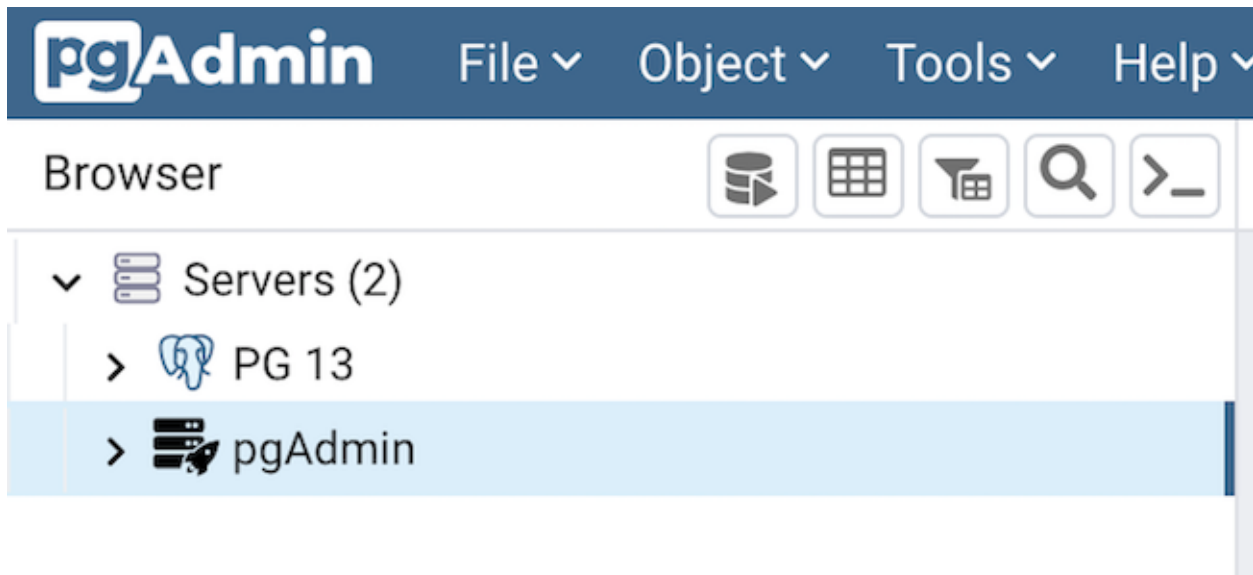 pgAdmin File Object Tools Help
Browser
Servers (2)
PG 13
pgAdmin